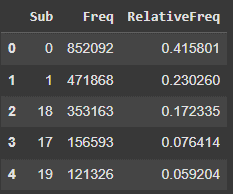 Sub Freq RelativeFreq
0 0 852092 0.415801
1 1 471868 0.230260
2 18 353163 0.172335
3 17 156593 0.076414
4 19 121326 0.059204